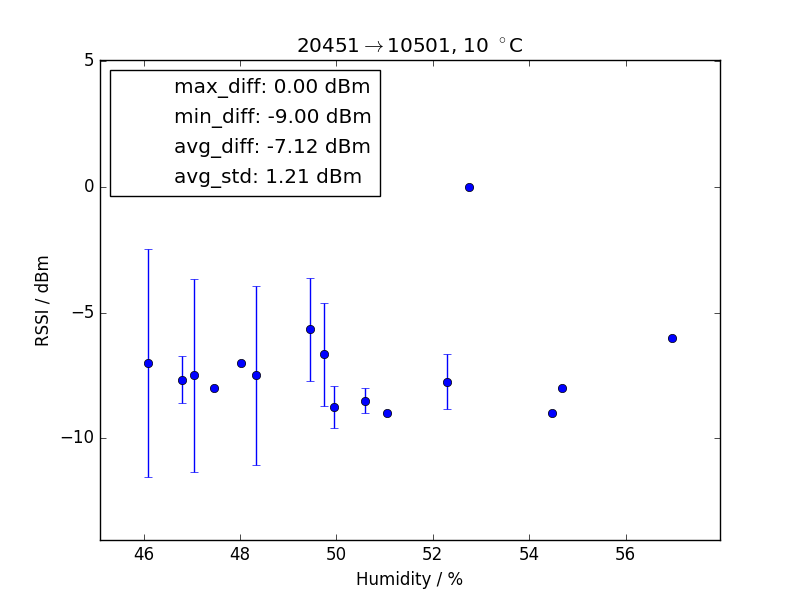 20451→10501, 10 °C
max_diff: 0.00 dBm
min_diff: -9.00 dBm
avg_diff: -7.12 dBm
avg_std: 1.21 dBm
5
0
−5
−10
RSSI / dBm
46 48 50 52 54 56
Humidity / %